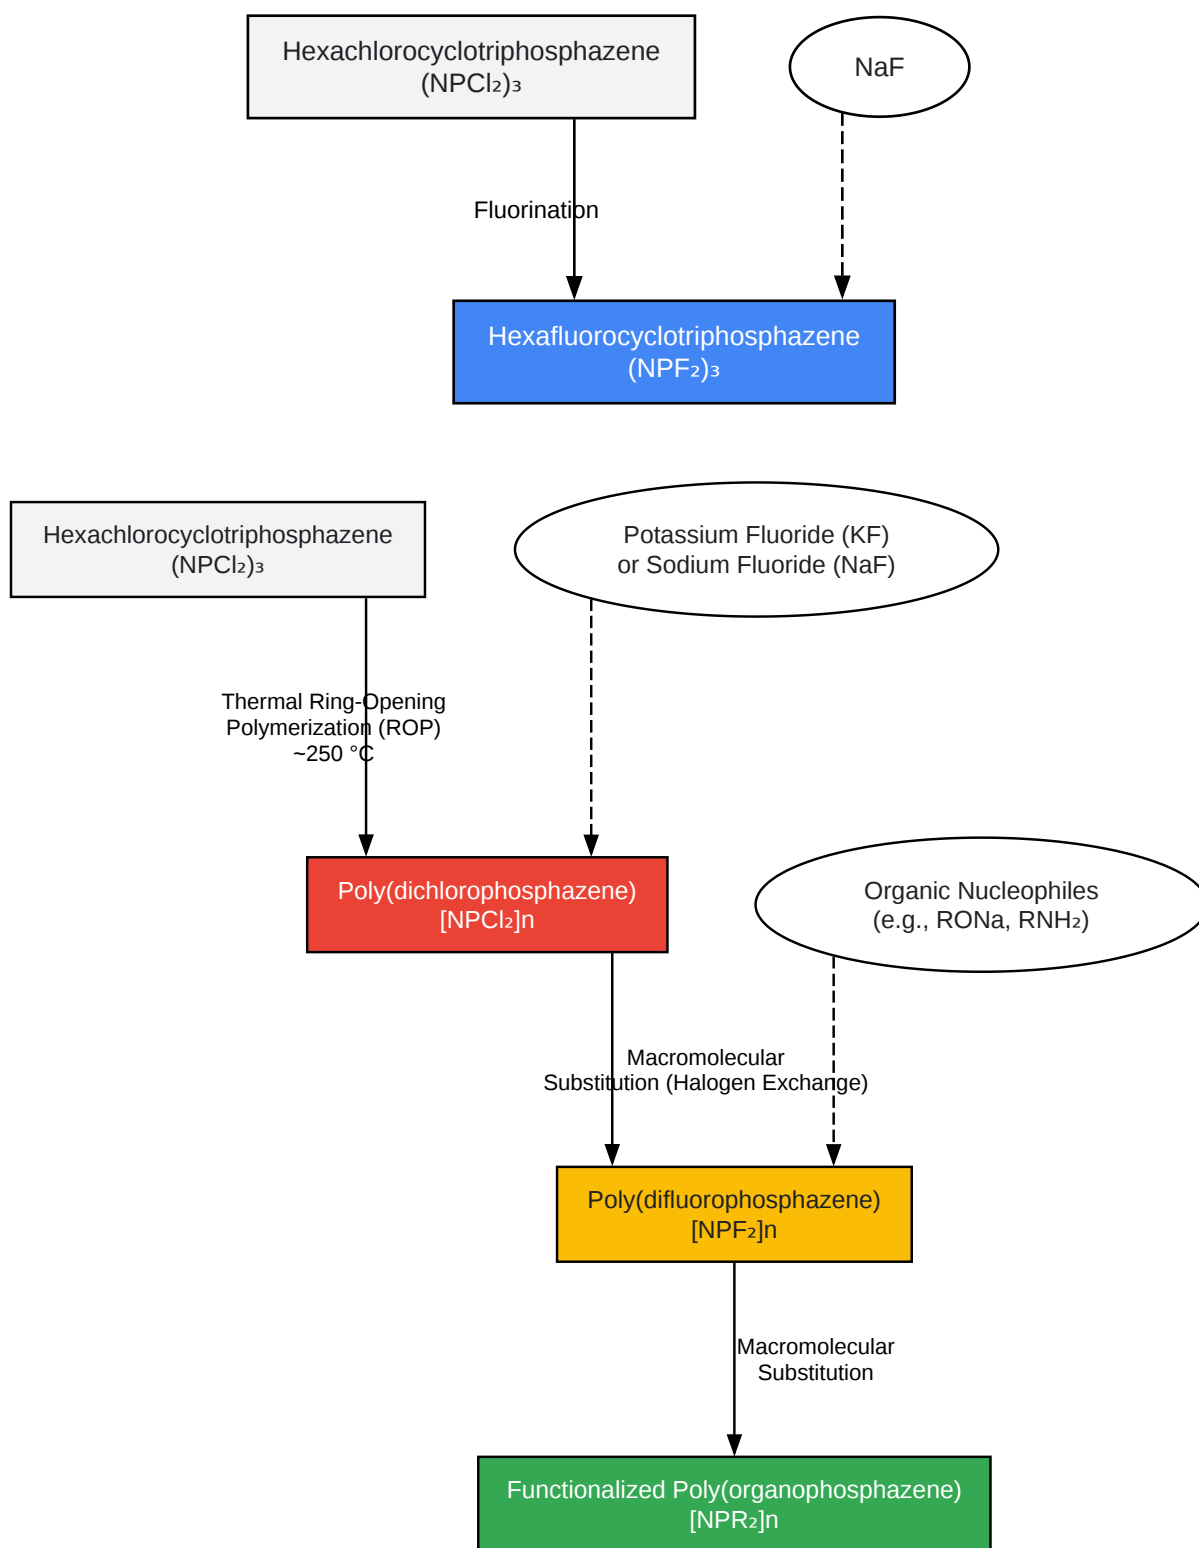 Hexachlorocyclotriphosphazene
(NPCl₂)₃
NaF
Fluorination
Hexafluorocyclotriphosphazene
(NPF₂)₃
Hexachlorocyclotriphosphazene
(NPCl₂)₃
Potassium Fluoride (KF)
or Sodium Fluoride (NaF)
Thermal Ring-Opening
Polymerization (ROP)
~250 °C
Poly(dichlorophosphazene)
[NPCl₂]n
Organic Nucleophiles
(e.g., RONa, RNH₂)
Macromolecular
Substitution (Halogen Exchange)
Poly(difluorophosphazene)
[NPF₂]n
Macromolecular
Substitution
Functionalized Poly(organophosphazene)
[NPR₂]n